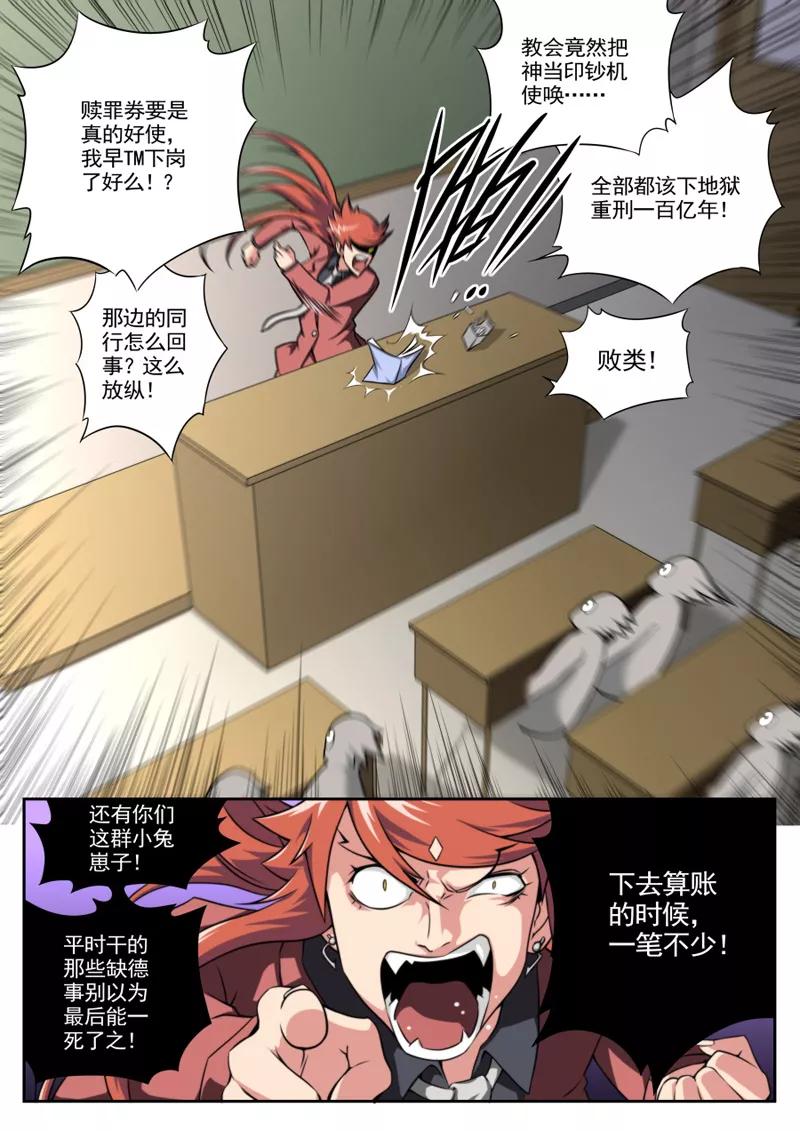 教会竟然把
神当印钞机
使唤……
赎罪券要是
真的好使，
我早TM下岗
了好么！？
全部都该下地狱
重刑一百亿年！
那边的同
行怎么回
事？这么
放纵！
败类！
还有你们
这群小兔
崽子！
平时干的
那些缺德
事别以为
最后能一
死了之！
下去算账
的时候，
一笔不少！